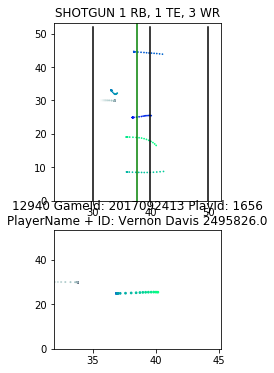 SHOTGUN 1 RB, 1 TE, 3 WR
50
40
30
20
10
0
30 40 50
12940 GameId: 2017092413 PlayId: 1656
PlayerName + ID: Vernon Davis 2495826.0
40
20
0
35 40 45